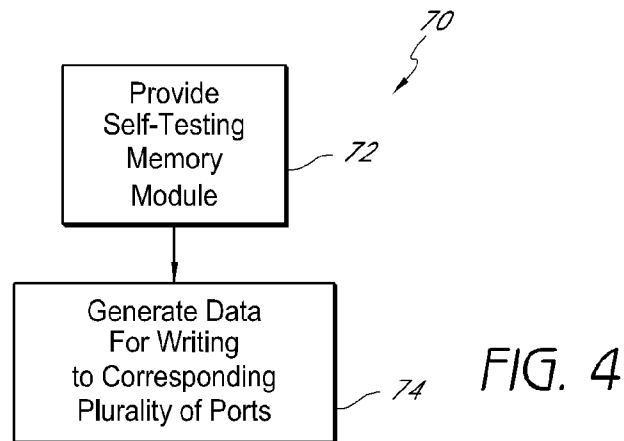 70
Provide
Self-Testing
Memory
Module
72
Generate Data
For Writing
to Corresponding
Plurality of Ports
74
FIG. 4